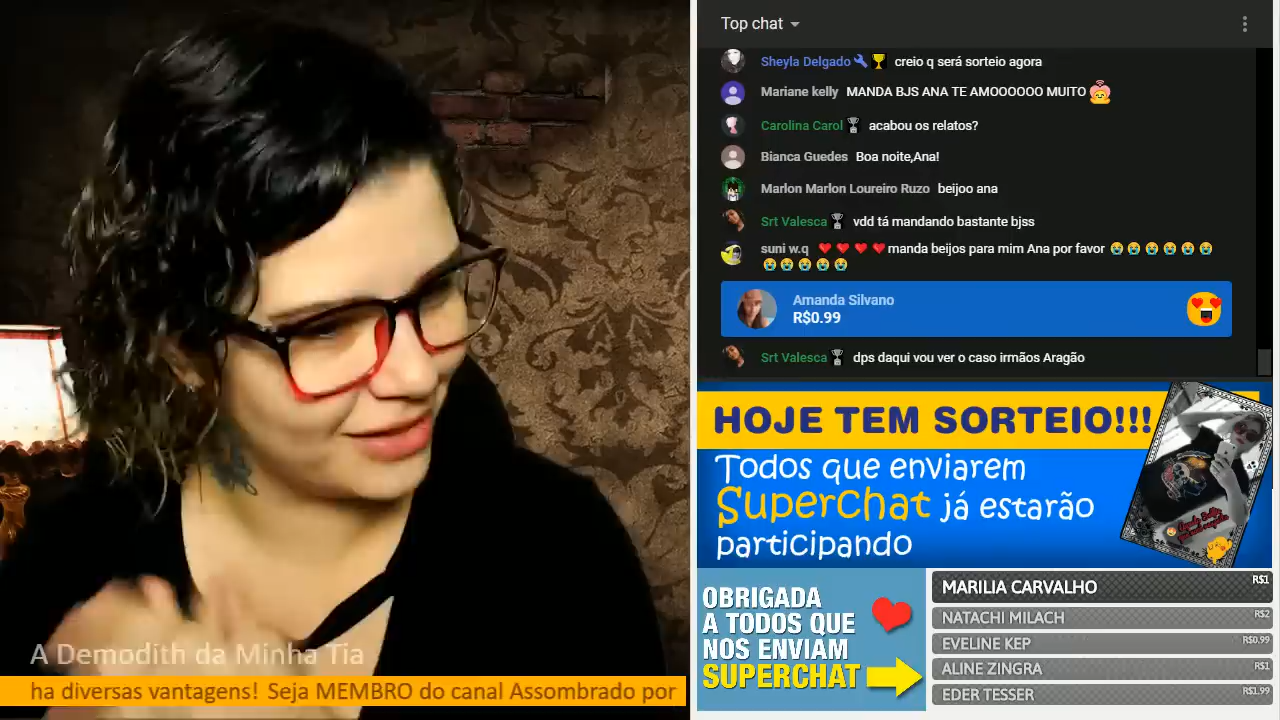 Top chat
Sheyla Delgado creio q será sorteio agora
Mariane kelly MANDA BJS ANA TE AMOOOOOO MUITO
Carolina Carol acabou os relatos?
Bianca Guedes Boa noite,Ana!
Marlon Marlon Loureiro Ruzo beijoo ana
Srt Valesca vdd tá mandando bastante bjss
suni w.q ❤❤❤❤manda beijos para mim Ana por favor 😭😭😭😭😭😭
😭😭😭😭😭
Amanda Silvano
R$0.99
Srt Valesca dps daqui vou ver o caso irmãos Aragão
HOJE TEM SORTEIO!!!
Todos que enviarem
Superchat já estarão
participando
OBRIGADA
A TODOS QUE
NOS ENVIAM
SUPERCHAT
MARILIA CARVALHO R$1
NATACHI MILACH R$2
EVELINE KEP R$0.99
ALINE ZINGRA R$1
EDER TESSER R$1.99
A Demodith da Minha Tia
ha diversas vantagens! Seja MEMBRO do canal Assombrado por